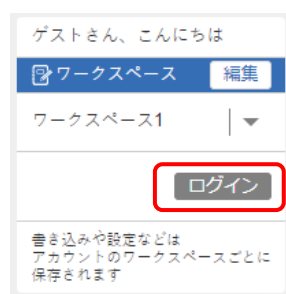 ゲストさん、こんにちは
ワークスペース 編集
ワークスペース1
ログイン
書き込みや設定などは
アカウントのワークスペースごとに
保存されます